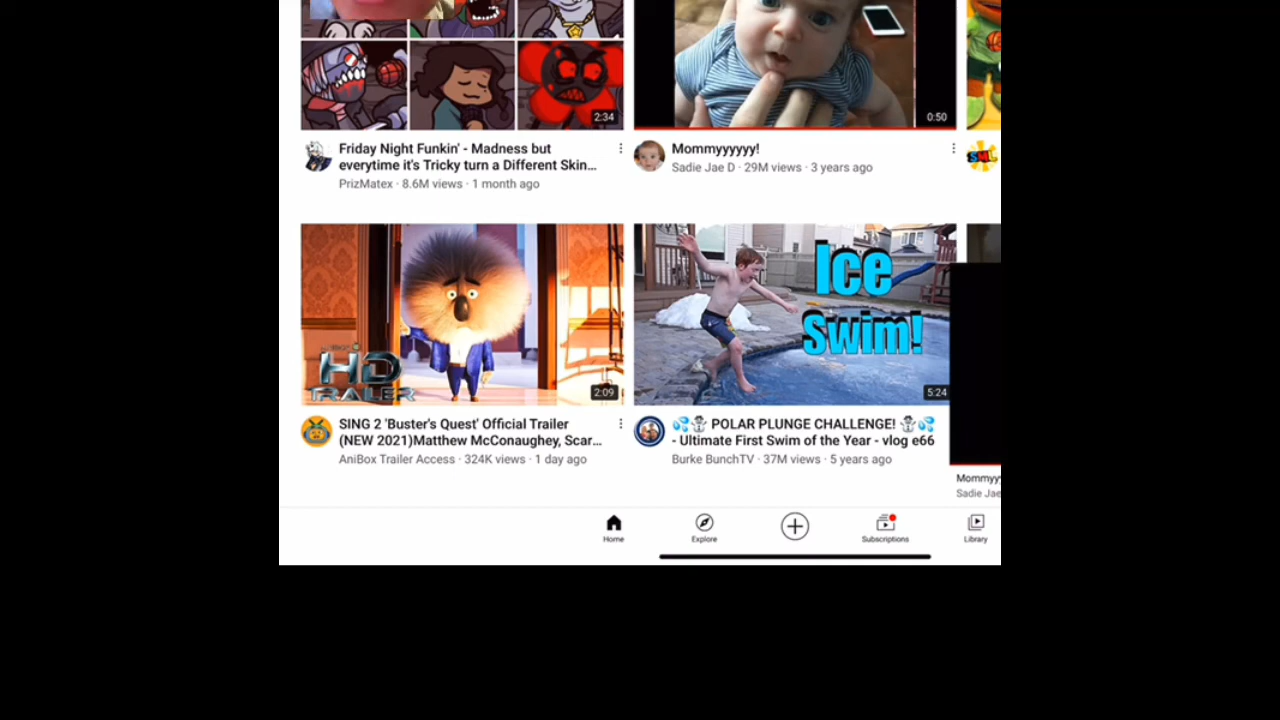 2:34
0:50
Friday Night Funkin' - Madness but
everytime it's Tricky turn a Different Skin...
PrizMatex · 8.6M views · 1 month ago
Mommyyyyyy!
Sadie Jae D · 29M views · 3 years ago
SML
HD
TRAILER
2:09
Ice
Swim!
5:24
SING 2 'Buster's Quest' Official Trailer
(NEW 2021)Matthew McConaughey, Scar...
AniBox Trailer Access · 324K views · 1 day ago
💦⛄ POLAR PLUNGE CHALLENGE! ⛄💦
- Ultimate First Swim of the Year - vlog e66
Burke BunchTV · 37M views · 5 years ago
Mommyy
Sadie Jae
Home
Explore
Subscriptions
Library